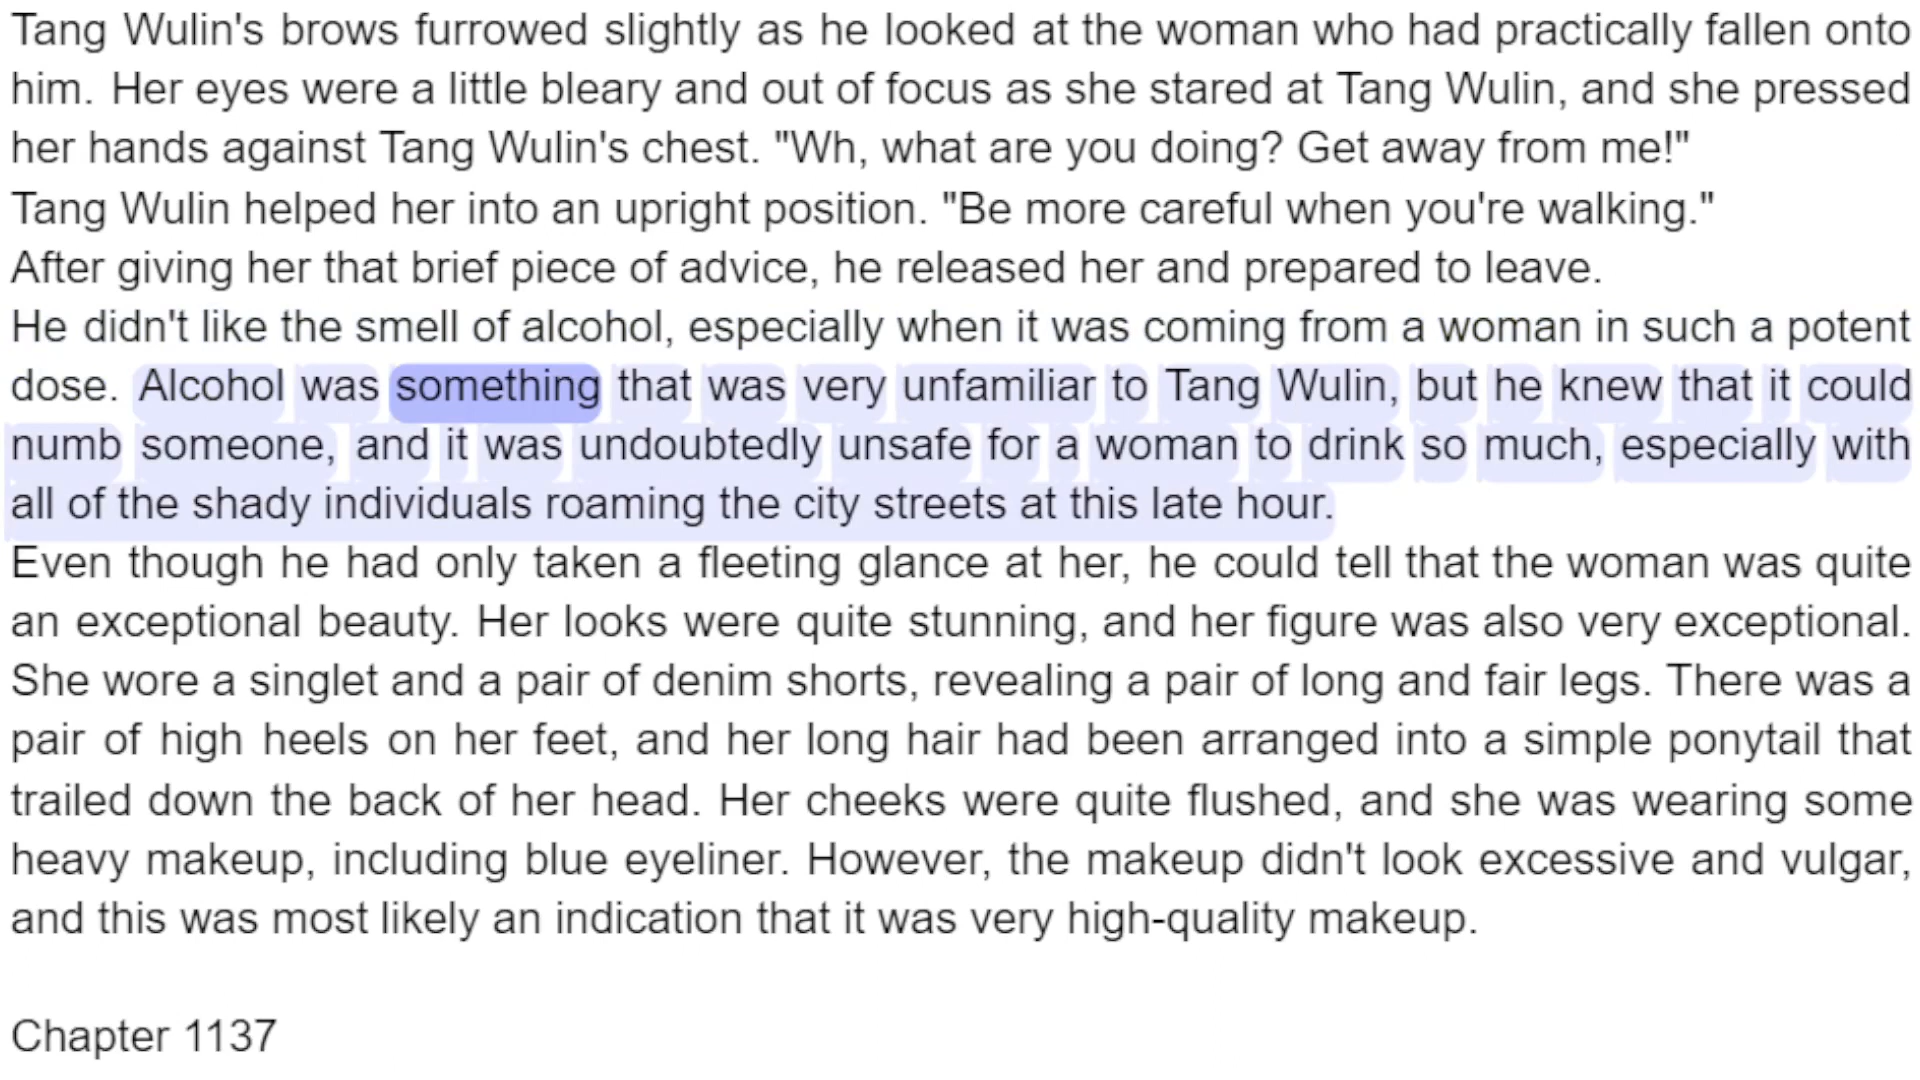 Tang Wulin's brows furrowed slightly as he looked at the woman who had practically fallen onto
him. Her eyes were a little bleary and out of focus as she stared at Tang Wulin, and she pressed
her hands against Tang Wulin's chest. "Wh, what are you doing? Get away from me!"
Tang Wulin helped her into an upright position. "Be more careful when you're walking."
After giving her that brief piece of advice, he released her and prepared to leave.
He didn't like the smell of alcohol, especially when it was coming from a woman in such a potent
dose. Alcohol was something that was very unfamiliar to Tang Wulin, but he knew that it could
numb someone, and it was undoubtedly unsafe for a woman to drink so much, especially with
all of the shady individuals roaming the city streets at this late hour.
Even though he had only taken a fleeting glance at her, he could tell that the woman was quite
an exceptional beauty. Her looks were quite stunning, and her figure was also very exceptional.
She wore a singlet and a pair of denim shorts, revealing a pair of long and fair legs. There was a
pair of high heels on her feet, and her long hair had been arranged into a simple ponytail that
trailed down the back of her head. Her cheeks were quite flushed, and she was wearing some
heavy makeup, including blue eyeliner. However, the makeup didn't look excessive and vulgar,
and this was most likely an indication that it was very high-quality makeup.
Chapter 1137